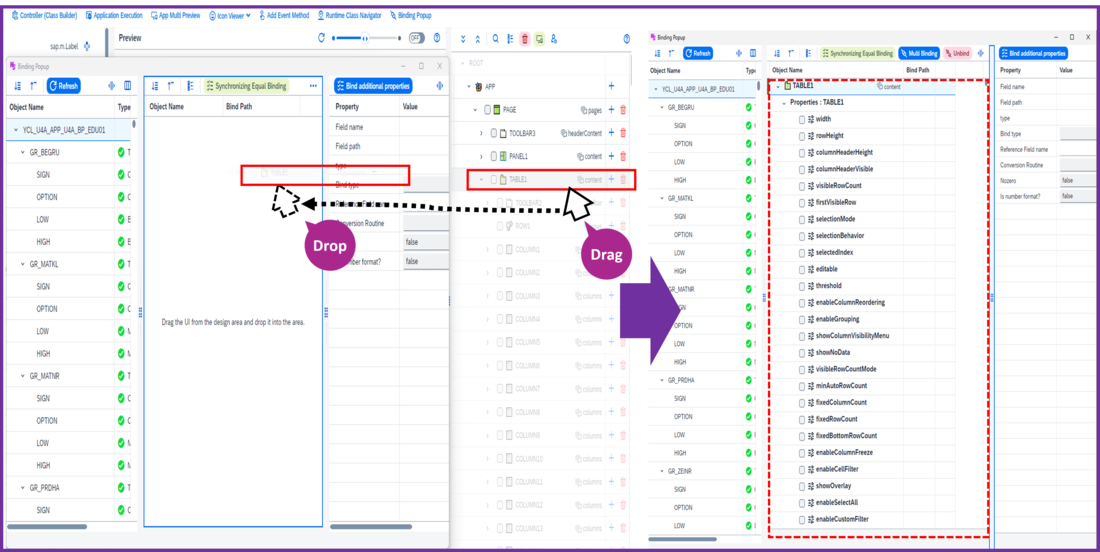 Controller (Class Builder) Application Execution App Multi Preview Icon Viewer Add Event Method Runtime Class Navigator Binding Popup
sap.m.Label
Preview
OFF
Binding Popup
Refresh
Object Name Type
YCL_U4A_APP_U4A_BP_EDU01
GR_BEGRU T
SIGN C
OPTION C
LOW E
HIGH E
GR_MATKL T
SIGN C
OPTION C
LOW M
HIGH M
GR_MATNR T
SIGN C
OPTION C
LOW M
HIGH M
GR_PRDHA T
SIGN C
Synchronizing Equal Binding
Object Name Bind Path
TABLE1
Drag the UI from the design area and drop it into the area.
Drop
Bind additional properties
Property Value
Field name
Field path
type
Bind type
Conversion Routine
false
number format? false
ROOT
APP
PAGE pages
TOOLBAR3 headerContent
PANEL1 content
TABLE1 content
TOOLBAR2
ROW1
COLUMN1
COLUMN2
COLUMN3 columns
COLUMN4 columns
COLUMN5 columns
COLUMN6 columns
COLUMN7 columns
COLUMN8 columns
COLUMN9 columns
COLUMN10 columns
COLUMN11 columns
COLUMN12 columns
COLUMN13 columns
Drag
Binding Popup
Refresh
Object Name Type
YCL_U4A_APP_U4A_BP_EDU01
GR_BEGRU
SIGN
OPTION
LOW
HIGH
GR_MATKL
SIGN
OPTION
LOW
HIGH
GR_MATNR
SIGN
OPTION
LOW
HIGH
GR_PRDHA
SIGN
OPTION
LOW
HIGH
GR_ZEINR
SIGN
OPTION
LOW
Synchronizing Equal Binding Multi Binding Unbind
Object Name Bind Path
TABLE1 content
Properties : TABLE1
width
rowHeight
columnHeaderHeight
columnHeaderVisible
visibleRowCount
firstVisibleRow
selectionMode
selectionBehavior
selectedIndex
editable
threshold
enableColumnReordering
enableGrouping
showColumnVisibilityMenu
showNoData
visibleRowCountMode
minAutoRowCount
fixedColumnCount
fixedRowCount
fixedBottomRowCount
enableColumnFreeze
enableCellFilter
showOverlay
enableSelectAll
enableCustomFilter
Bind additional properties
Property Value
Field name
Field path
type
Bind type
Reference Field name
Conversion Routine
Nozero false
Is number format? false